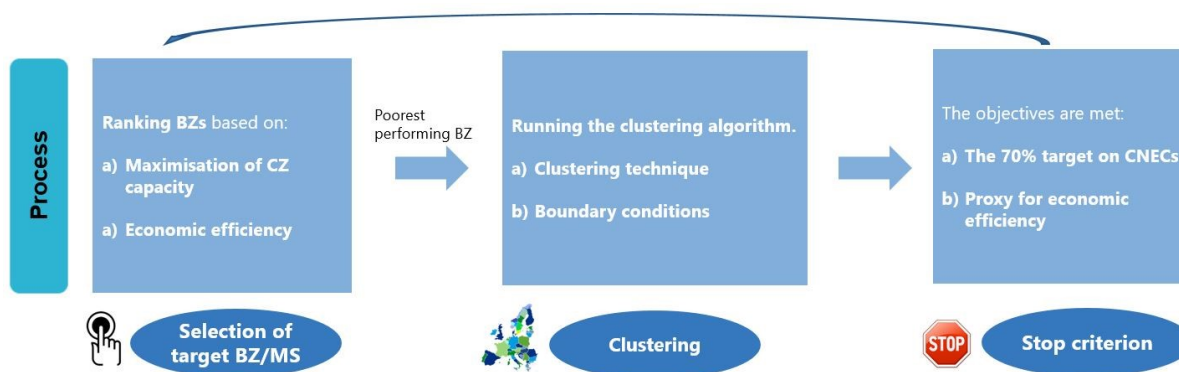 Process
Ranking BZs based on:
a) Maximisation of CZ
capacity
a) Economic efficiency
Selection of
target BZ/MS
Poorest
performing BZ
Running the clustering algorithm.
a) Clustering technique
b) Boundary conditions
Clustering
The objectives are met:
a) The 70% target on CNECs
b) Proxy for economic
efficiency
STOP
Stop criterion